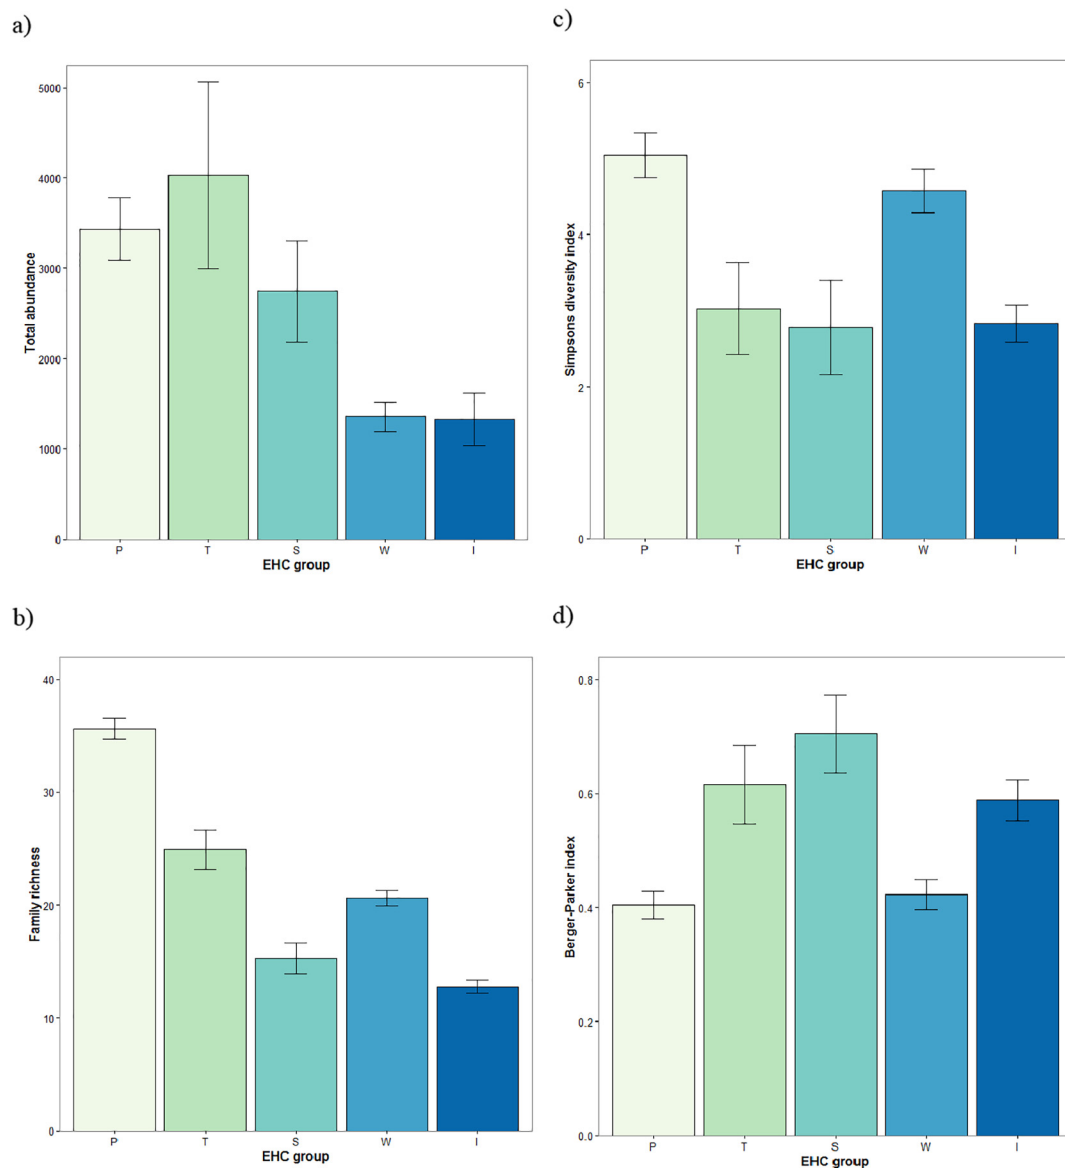 a)
5000
4000
3000
2000
1000
0
Total abundance
P T S W I
EHC group
c)
6
4
2
0
Simpsons diversity index
P T S W I
EHC group
b)
40
30
20
10
0
Family richness
P T S W I
EHC group
d)
0.8
0.6
0.4
0.2
0.0
Berger-Parker index
P T S W I
EHC group